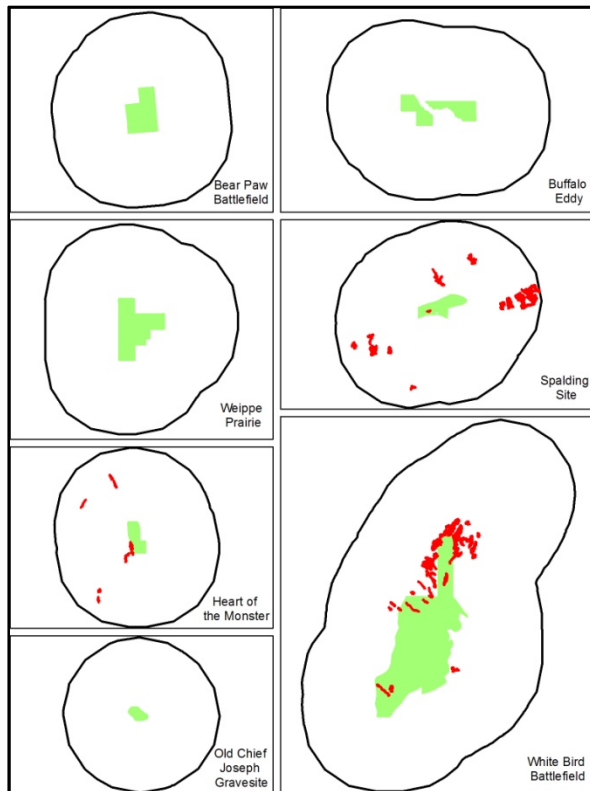 Bear Paw
Battlefield
Buffalo
Eddy
Weippe
Prairie
Spalding
Site
Heart of
the Monster
Old Chief
Joseph
Gravesite
White Bird
Battlefield